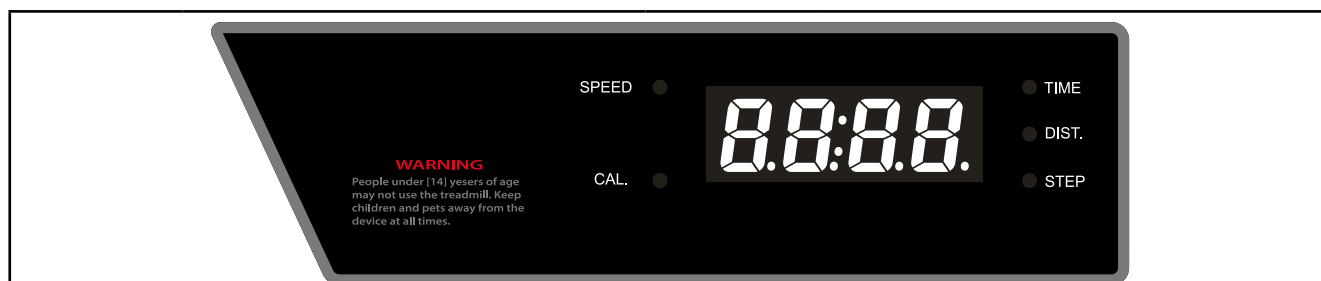 SPEED
88:88.
TIME
DIST.
WARNING
People under [14] yesers of age
may not use the treadmill. Keep
children and pets away from the
device at all times.
CAL.
STEP